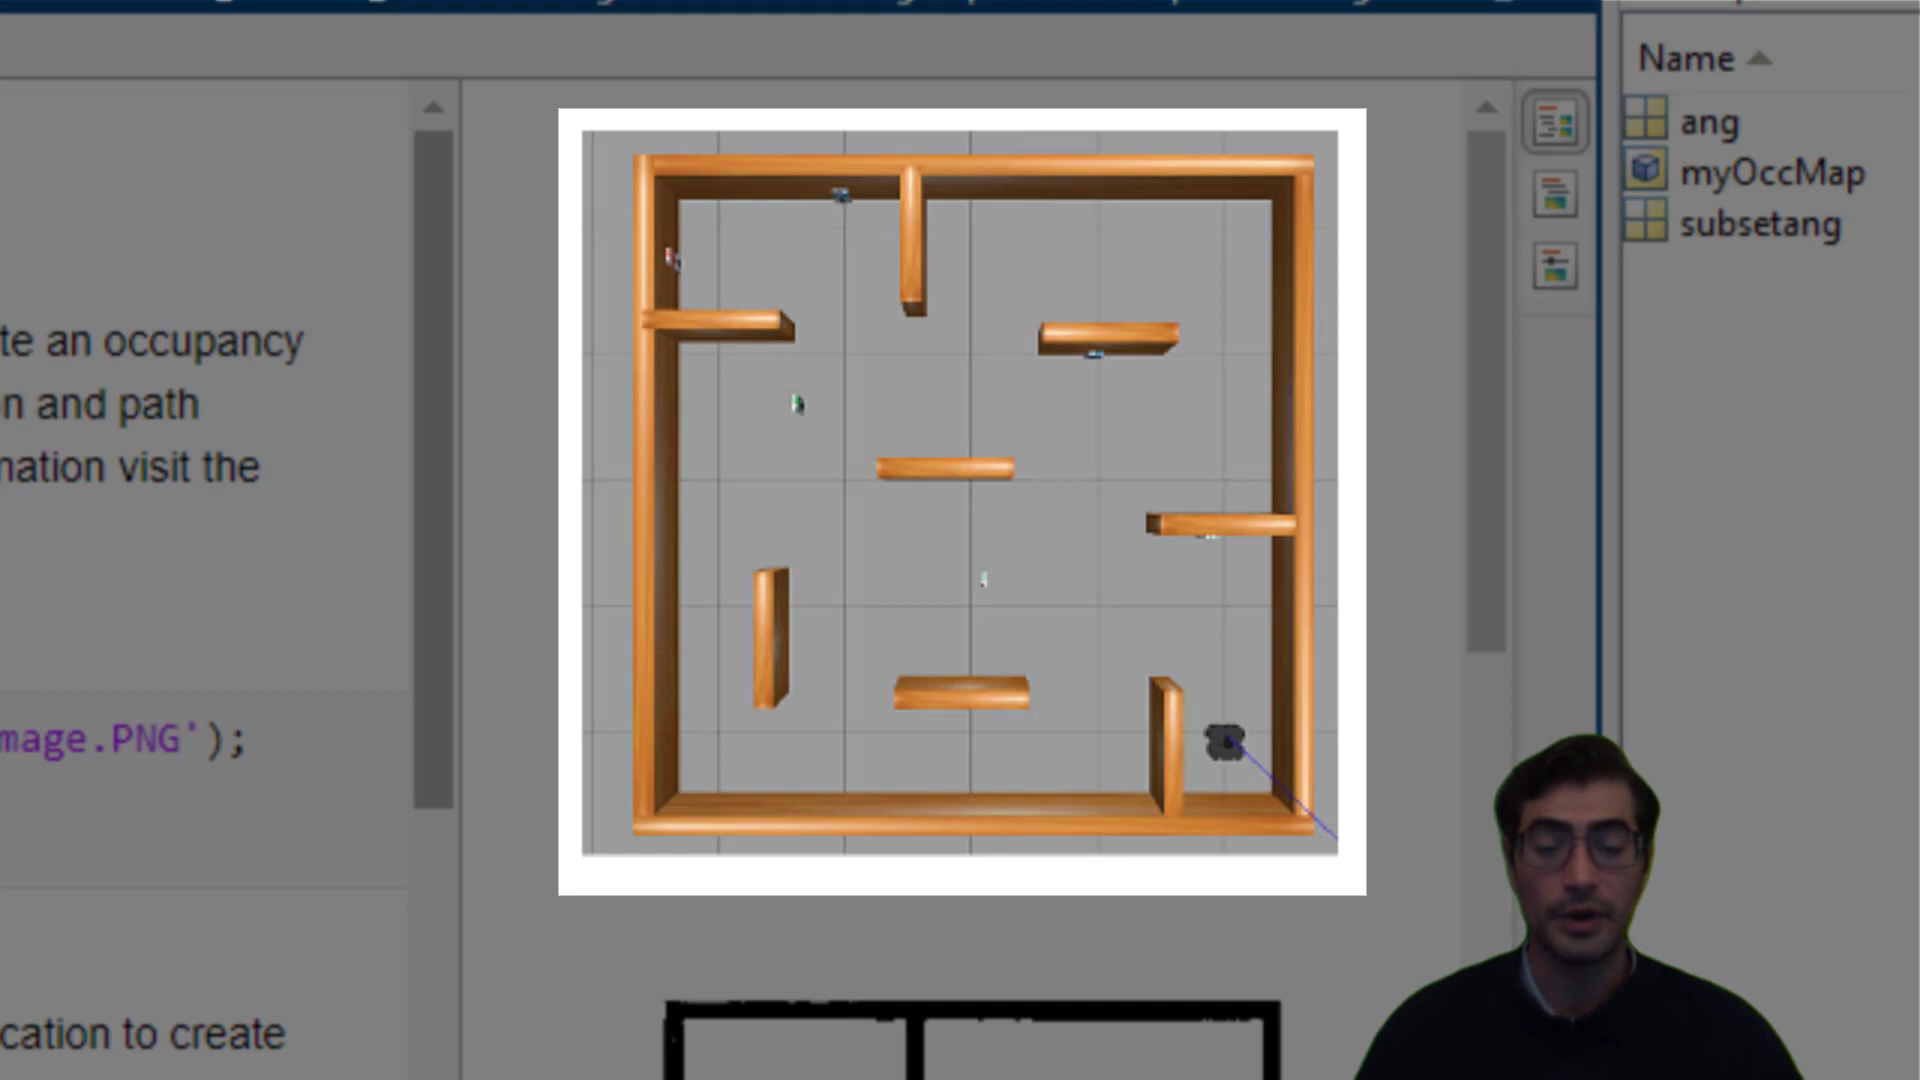 Name
ang
myOccMap
subsetang
te an occupancy
n and path
nation visit the
mage.PNG');
cation to create